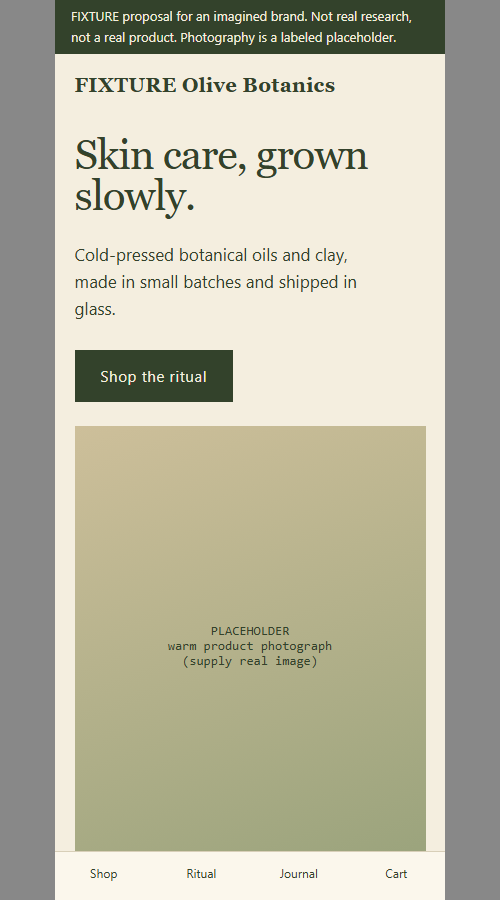 FIXTURE proposal for an imagined brand. Not real research,
not a real product. Photography is a labeled placeholder.
FIXTURE Olive Botanics
Skin care, grown
slowly.
Cold-pressed botanical oils and clay,
made in small batches and shipped in
glass.
Shop the ritual
PLACEHOLDER
warm product photograph
(supply real image)
Shop Ritual Journal Cart